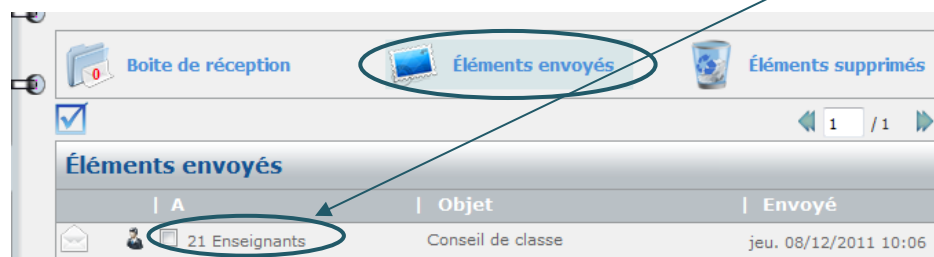 0 Boite de réception Éléments envoyés Éléments supprimés
1 / 1
Éléments envoyés
| A | Objet | Envoyé
21 Enseignants Conseil de classe jeu. 08/12/2011 10:06